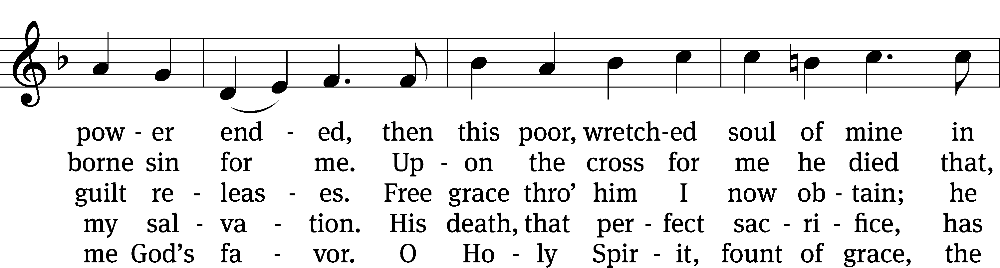 pow - er end - ed, then this poor, wretch-ed soul of mine in
borne sin for me. Up - on the cross for me he died that,
guilt re - leas - es. Free grace thro’ him I now ob - tain; he
my sal - va - tion. His death, that per - fect sac - ri - fice, has
me God’s fa - vor. O Ho - ly Spir - it, fount of grace, the